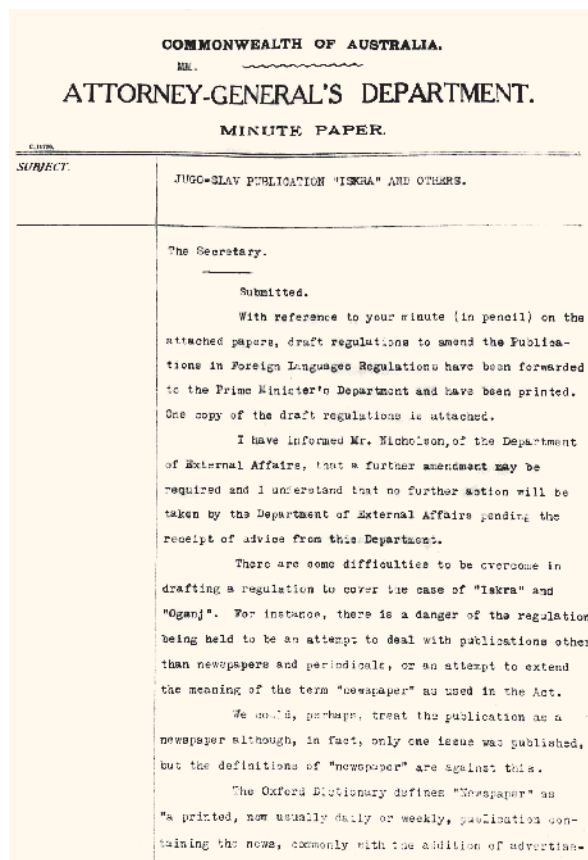 COMMONWEALTH OF AUSTRALIA.
ATTORNEY-GENERAL'S DEPARTMENT.
MINUTE PAPER.
SUBJECT.
JUGO-SLAV PUBLICATION "ISKRA" AND OTHERS.
The Secretary.
Submitted.
With reference to your minute (in pencil) on the
attached papers, draft regulations to amend the Publica-
tions in Foreign Languages Regulations have been forwarded
to the Prime Minister's Department and have been printed.
One copy of the draft regulations is attached.
I have informed Mr. Nicholson, of the Department
of External Affairs, that a further amendment may be
required and I understand that no further action will be
taken by the Department of External Affairs pending the
receipt of advice from this Department.
There are some difficulties to be overcome in
drafting a regulation to cover the case of "Iskra" and
"Oganj". For instance, there is a danger of the regulation
being held to be an attempt to deal with publications other
than newspapers and periodicals, or an attempt to extend
the meaning of the term "newspaper" as used in the Act.
We could, perhaps, treat the publication as a
newspaper although, in fact, only one issue was published,
but the definitions of "newspaper" are against this.
The Oxford Dictionary defines "Newspaper" as
"a printed, now usually daily or weekly, publication con-
taining the news, commonly with the addition of advertise-